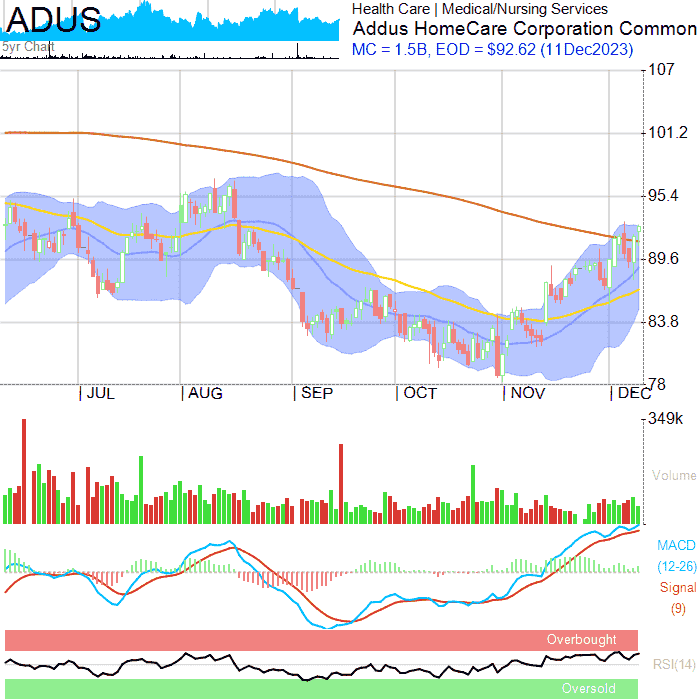 ADUS
5yr Chart
Health Care | Medical/Nursing Services
Addus HomeCare Corporation Common
MC = 1.5B, EOD = $92.62 (11Dec2023)
107
101.2
95.4
89.6
83.8
78
JUL
AUG
SEP
OCT
NOV
DEC
349k
Volume
MACD
(12-26)
Signal
(9)
Overbought
RSI(14)
Oversold